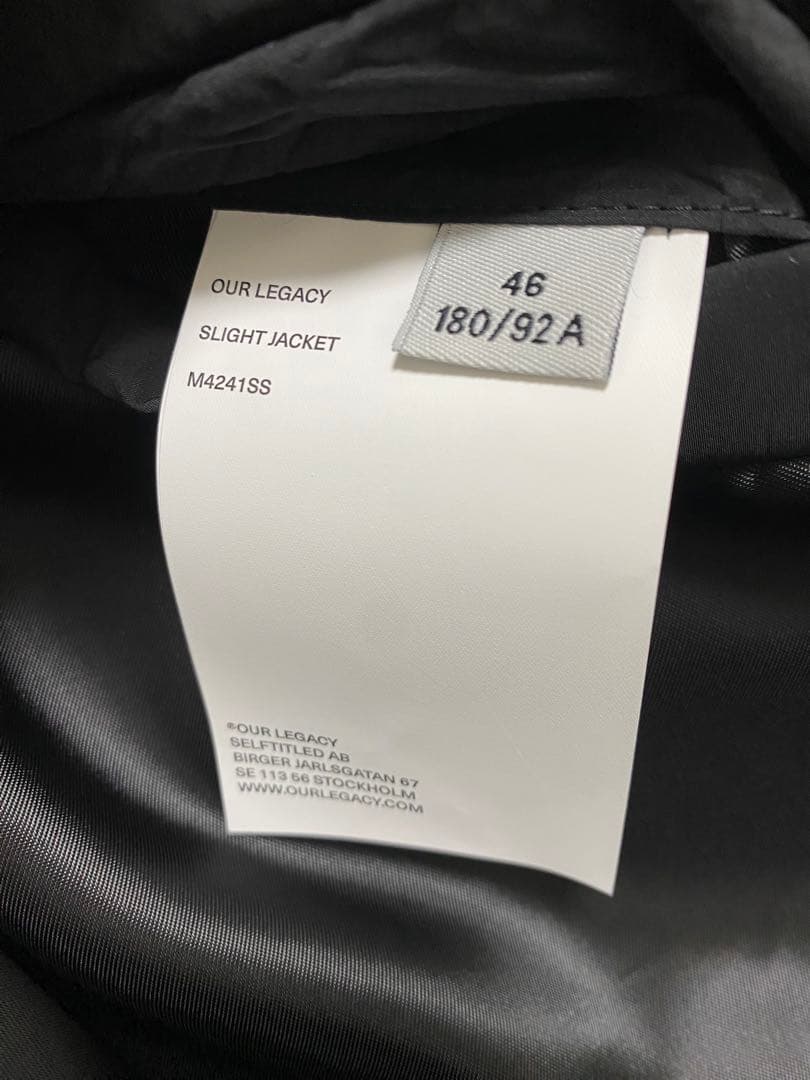 OUR LEGACY
SLIGHT JACKET
M4241SS
46
180/92A
®OUR LEGACY
SELFTITLED AB
BIRGER JARLSGATAN 67
SE 113 56 STOCKHOLM
WWW.OURLEGACY.COM